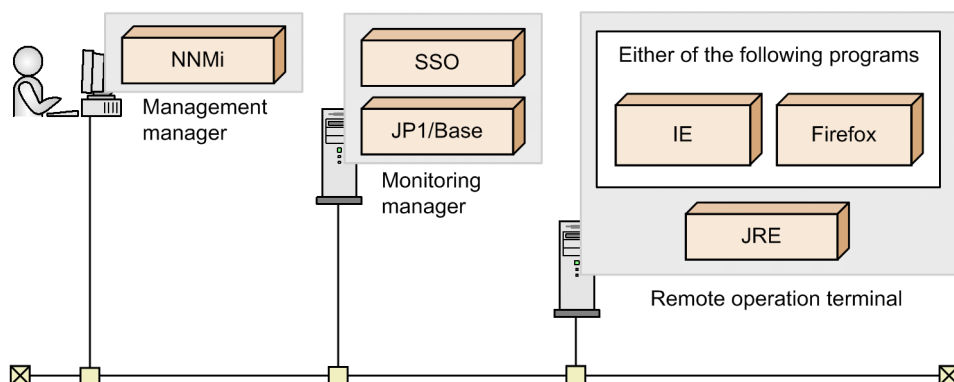 NNMi
Management
manager
SSO
JP1/Base
Monitoring
manager
Either of the following programs
IE
Firefox
JRE
Remote operation terminal